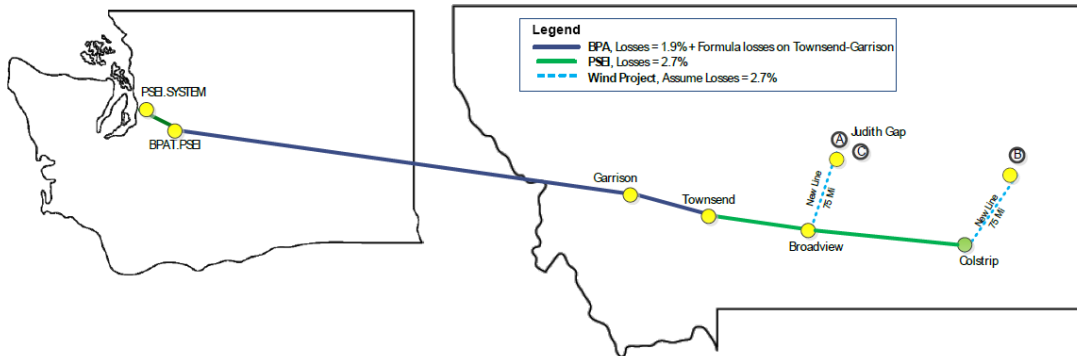 Legend
BPA, Losses = 1.9% + Formula losses on Townsend-Garrison
PSEI, Losses = 2.7%
Wind Project, Assume Losses = 2.7%
PSEI.SYSTEM
BPAT.PSEI
Garrison
Townsend
Broadview
Colstrip
A
Judith Gap
C
B
New Line
75 Mi
New Line
75 Mi